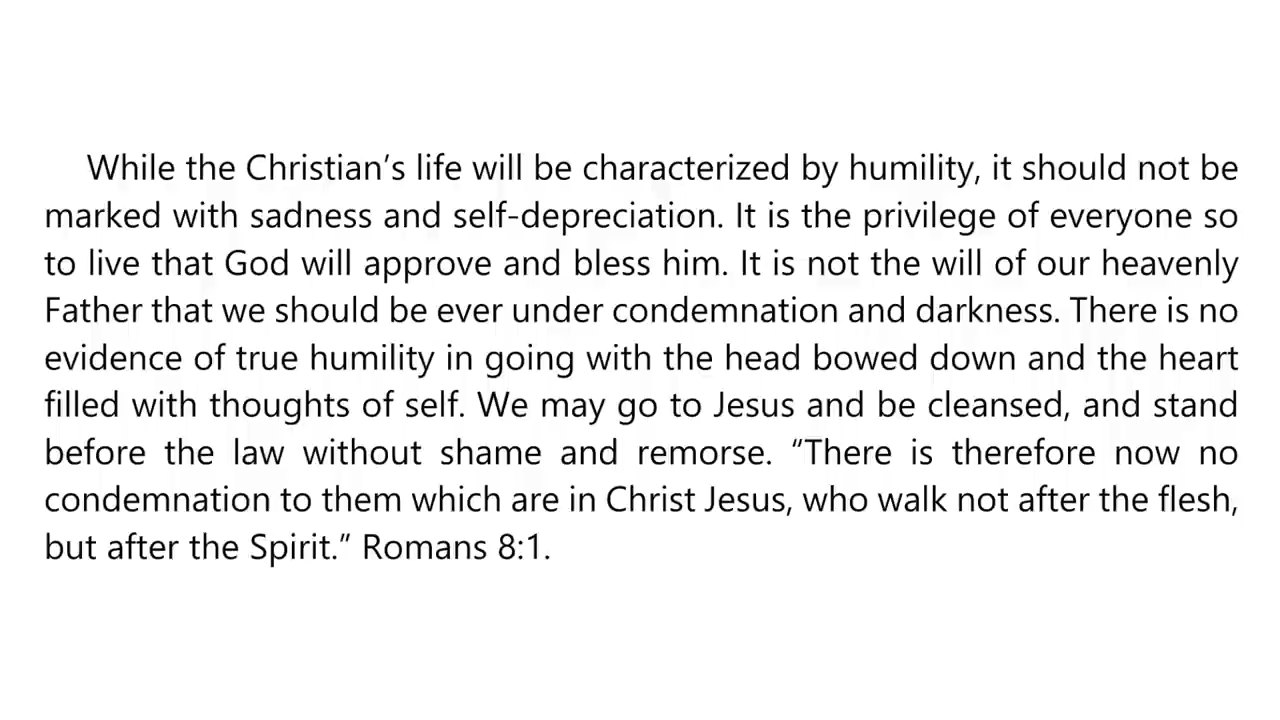 While the Christian’s life will be characterized by humility, it should not be
marked with sadness and self-depreciation. It is the privilege of everyone so
to live that God will approve and bless him. It is not the will of our heavenly
Father that we should be ever under condemnation and darkness. There is no
evidence of true humility in going with the head bowed down and the heart
filled with thoughts of self. We may go to Jesus and be cleansed, and stand
before the law without shame and remorse. “There is therefore now no
condemnation to them which are in Christ Jesus, who walk not after the flesh,
but after the Spirit.” Romans 8:1.